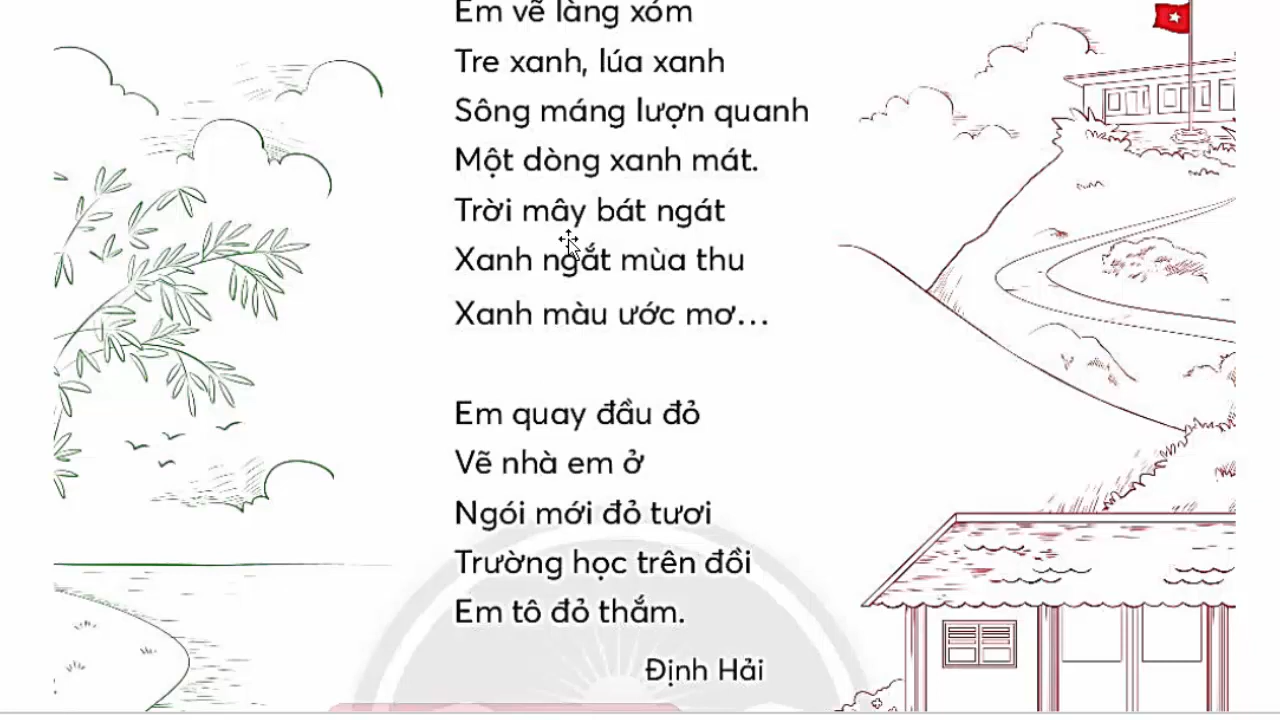 Em vẽ làng xóm
Tre xanh, lúa xanh
Sông máng lượn quanh
Một dòng xanh mát.
Trời mây bát ngát
Xanh ngắt mùa thu
Xanh màu ước mơ...
Em quay đầu đỏ
Vẽ nhà em ở
Ngói mới đỏ tươi
Trường học trên đồi
Em tô đỏ thắm.
Định Hải